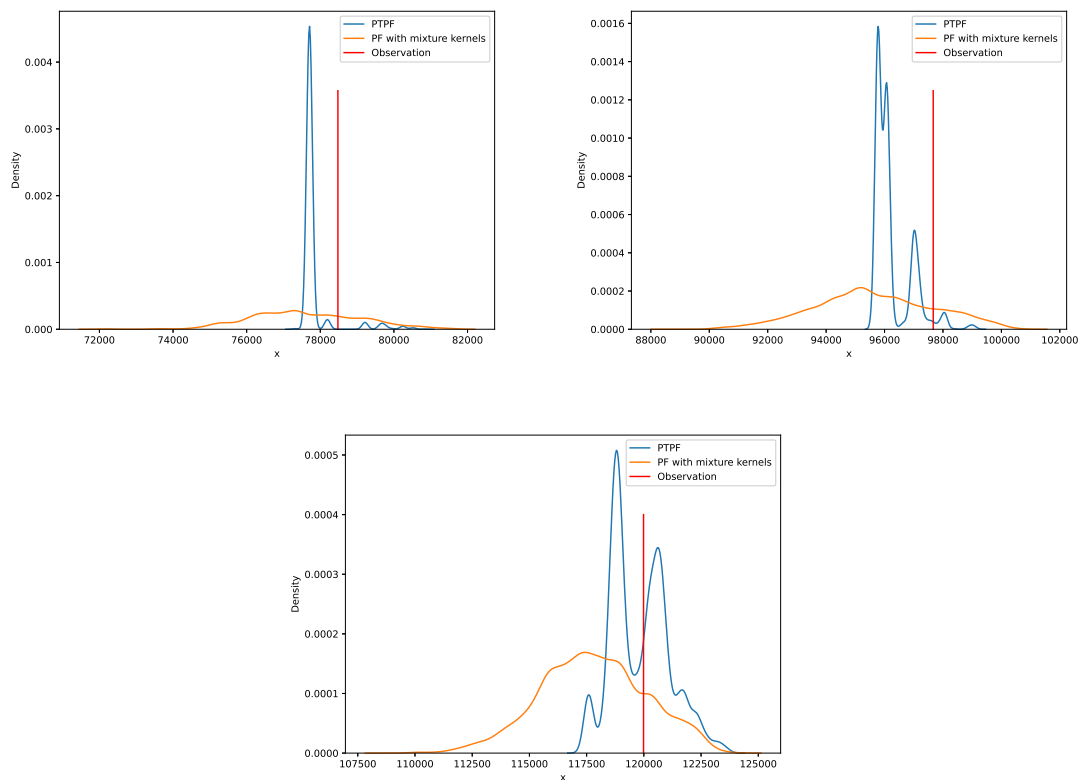 PTPF
PF with mixture kernels
Observation
0.004
0.003
0.002
0.001
0.000
Density
72000 74000 76000 78000 80000 82000
x
PTPF
PF with mixture kernels
Observation
0.0016
0.0014
0.0012
0.0010
0.0008
0.0006
0.0004
0.0002
0.0000
Density
88000 90000 92000 94000 96000 98000 100000 102000
x
PTPF
PF with mixture kernels
Observation
0.0005
0.0004
0.0003
0.0002
0.0001
0.0000
Density
107500 110000 112500 115000 117500 120000 122500 125000
x